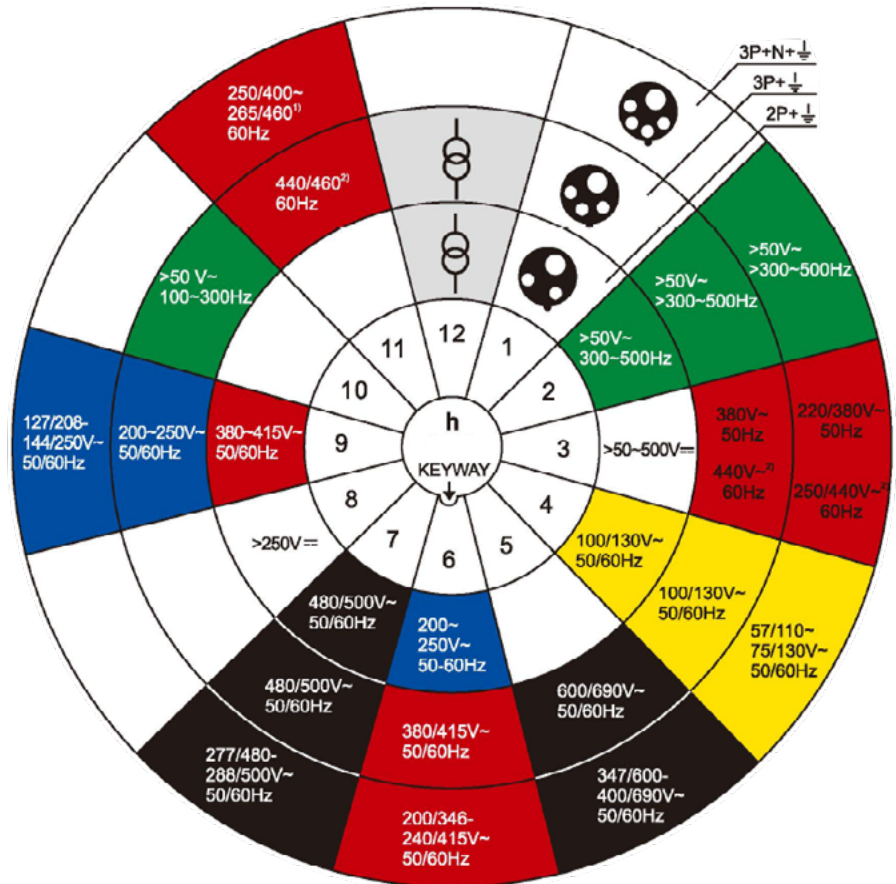 3P+N+⏚
3P+⏚
2P+⏚
250/400~
265/460¹⁾
60Hz
440/460²⁾
60Hz
>50V~
>300~500Hz
>50V~
>300~500Hz
>50V~
300~500Hz
>50 V~
100~300Hz
12
11
1
10
2
9
3
8
4
7
5
6
h
KEYWAY
127/208-
144/250V~
50/60Hz
200~250V~
50/60Hz
380~415V~
50/60Hz
>50~500V⎓
380V~
50Hz
440V~²⁾
60Hz
220/380V~
50Hz
250/440V~²⁾
60Hz
>250V⎓
100/130V~
50/60Hz
100/130V~
50/60Hz
57/110~
75/130V~
50/60Hz
480/500V~
50/60Hz
480/500V~
50/60Hz
277/480-
288/500V~
50/60Hz
200~
250V~
50-60Hz
380/415V~
50/60Hz
200/346-
240/415V~
50/60Hz
600/690V~
50/60Hz
347/600-
400/690V~
50/60Hz